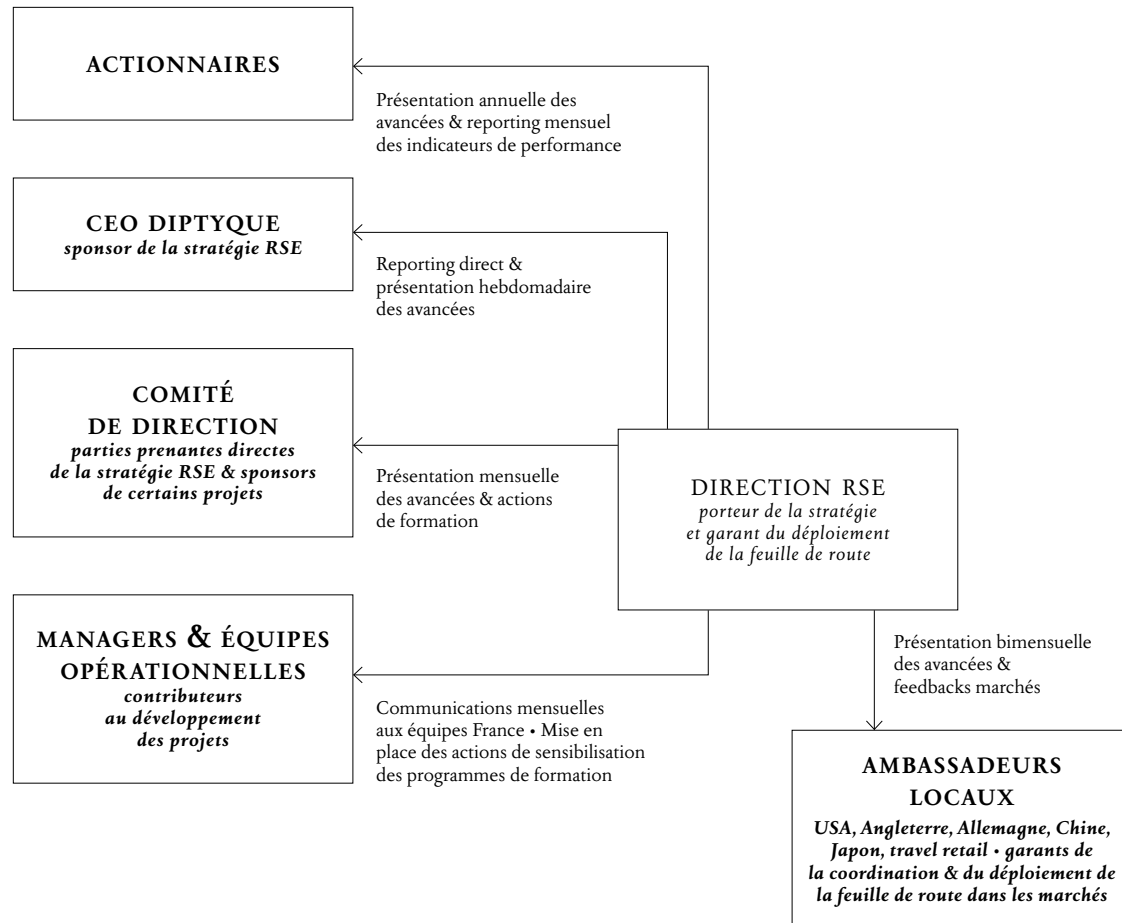 ACTIONNAIRES
Présentation annuelle des
avancées & reporting mensuel
des indicateurs de performance
CEO DIPTYQUE
sponsor de la stratégie RSE
Reporting direct &
présentation hebdomadaire
des avancées
COMITÉ
DE DIRECTION
parties prenantes directes
de la stratégie RSE & sponsors
de certains projets
Présentation mensuelle
des avancées & actions
de formation
DIRECTION RSE
porteur de la stratégie
et garant du déploiement
de la feuille de route
MANAGERS & ÉQUIPES
OPÉRATIONNELLES
contributeurs
au développement
des projets
Communications mensuelles
aux équipes France • Mise en
place des actions de sensibilisation
des programmes de formation
Présentation bimensuelle
des avancées &
feedbacks marchés
AMBASSADEURS
LOCAUX
USA, Angleterre, Allemagne, Chine,
Japon, travel retail • garants de
la coordination & du déploiement de
la feuille de route dans les marchés